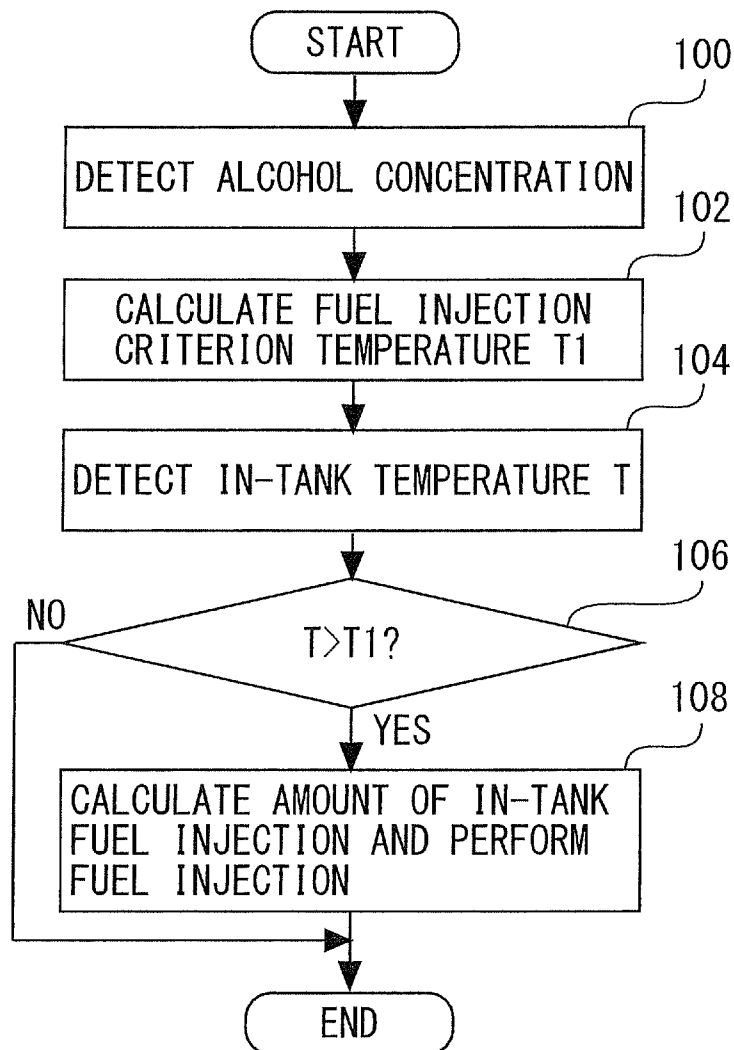 START
100
DETECT ALCOHOL CONCENTRATION
102
CALCULATE FUEL INJECTION
CRITERION TEMPERATURE T1
104
DETECT IN-TANK TEMPERATURE T
106
NO
T>T1?
YES
108
CALCULATE AMOUNT OF IN-TANK
FUEL INJECTION AND PERFORM
FUEL INJECTION
END